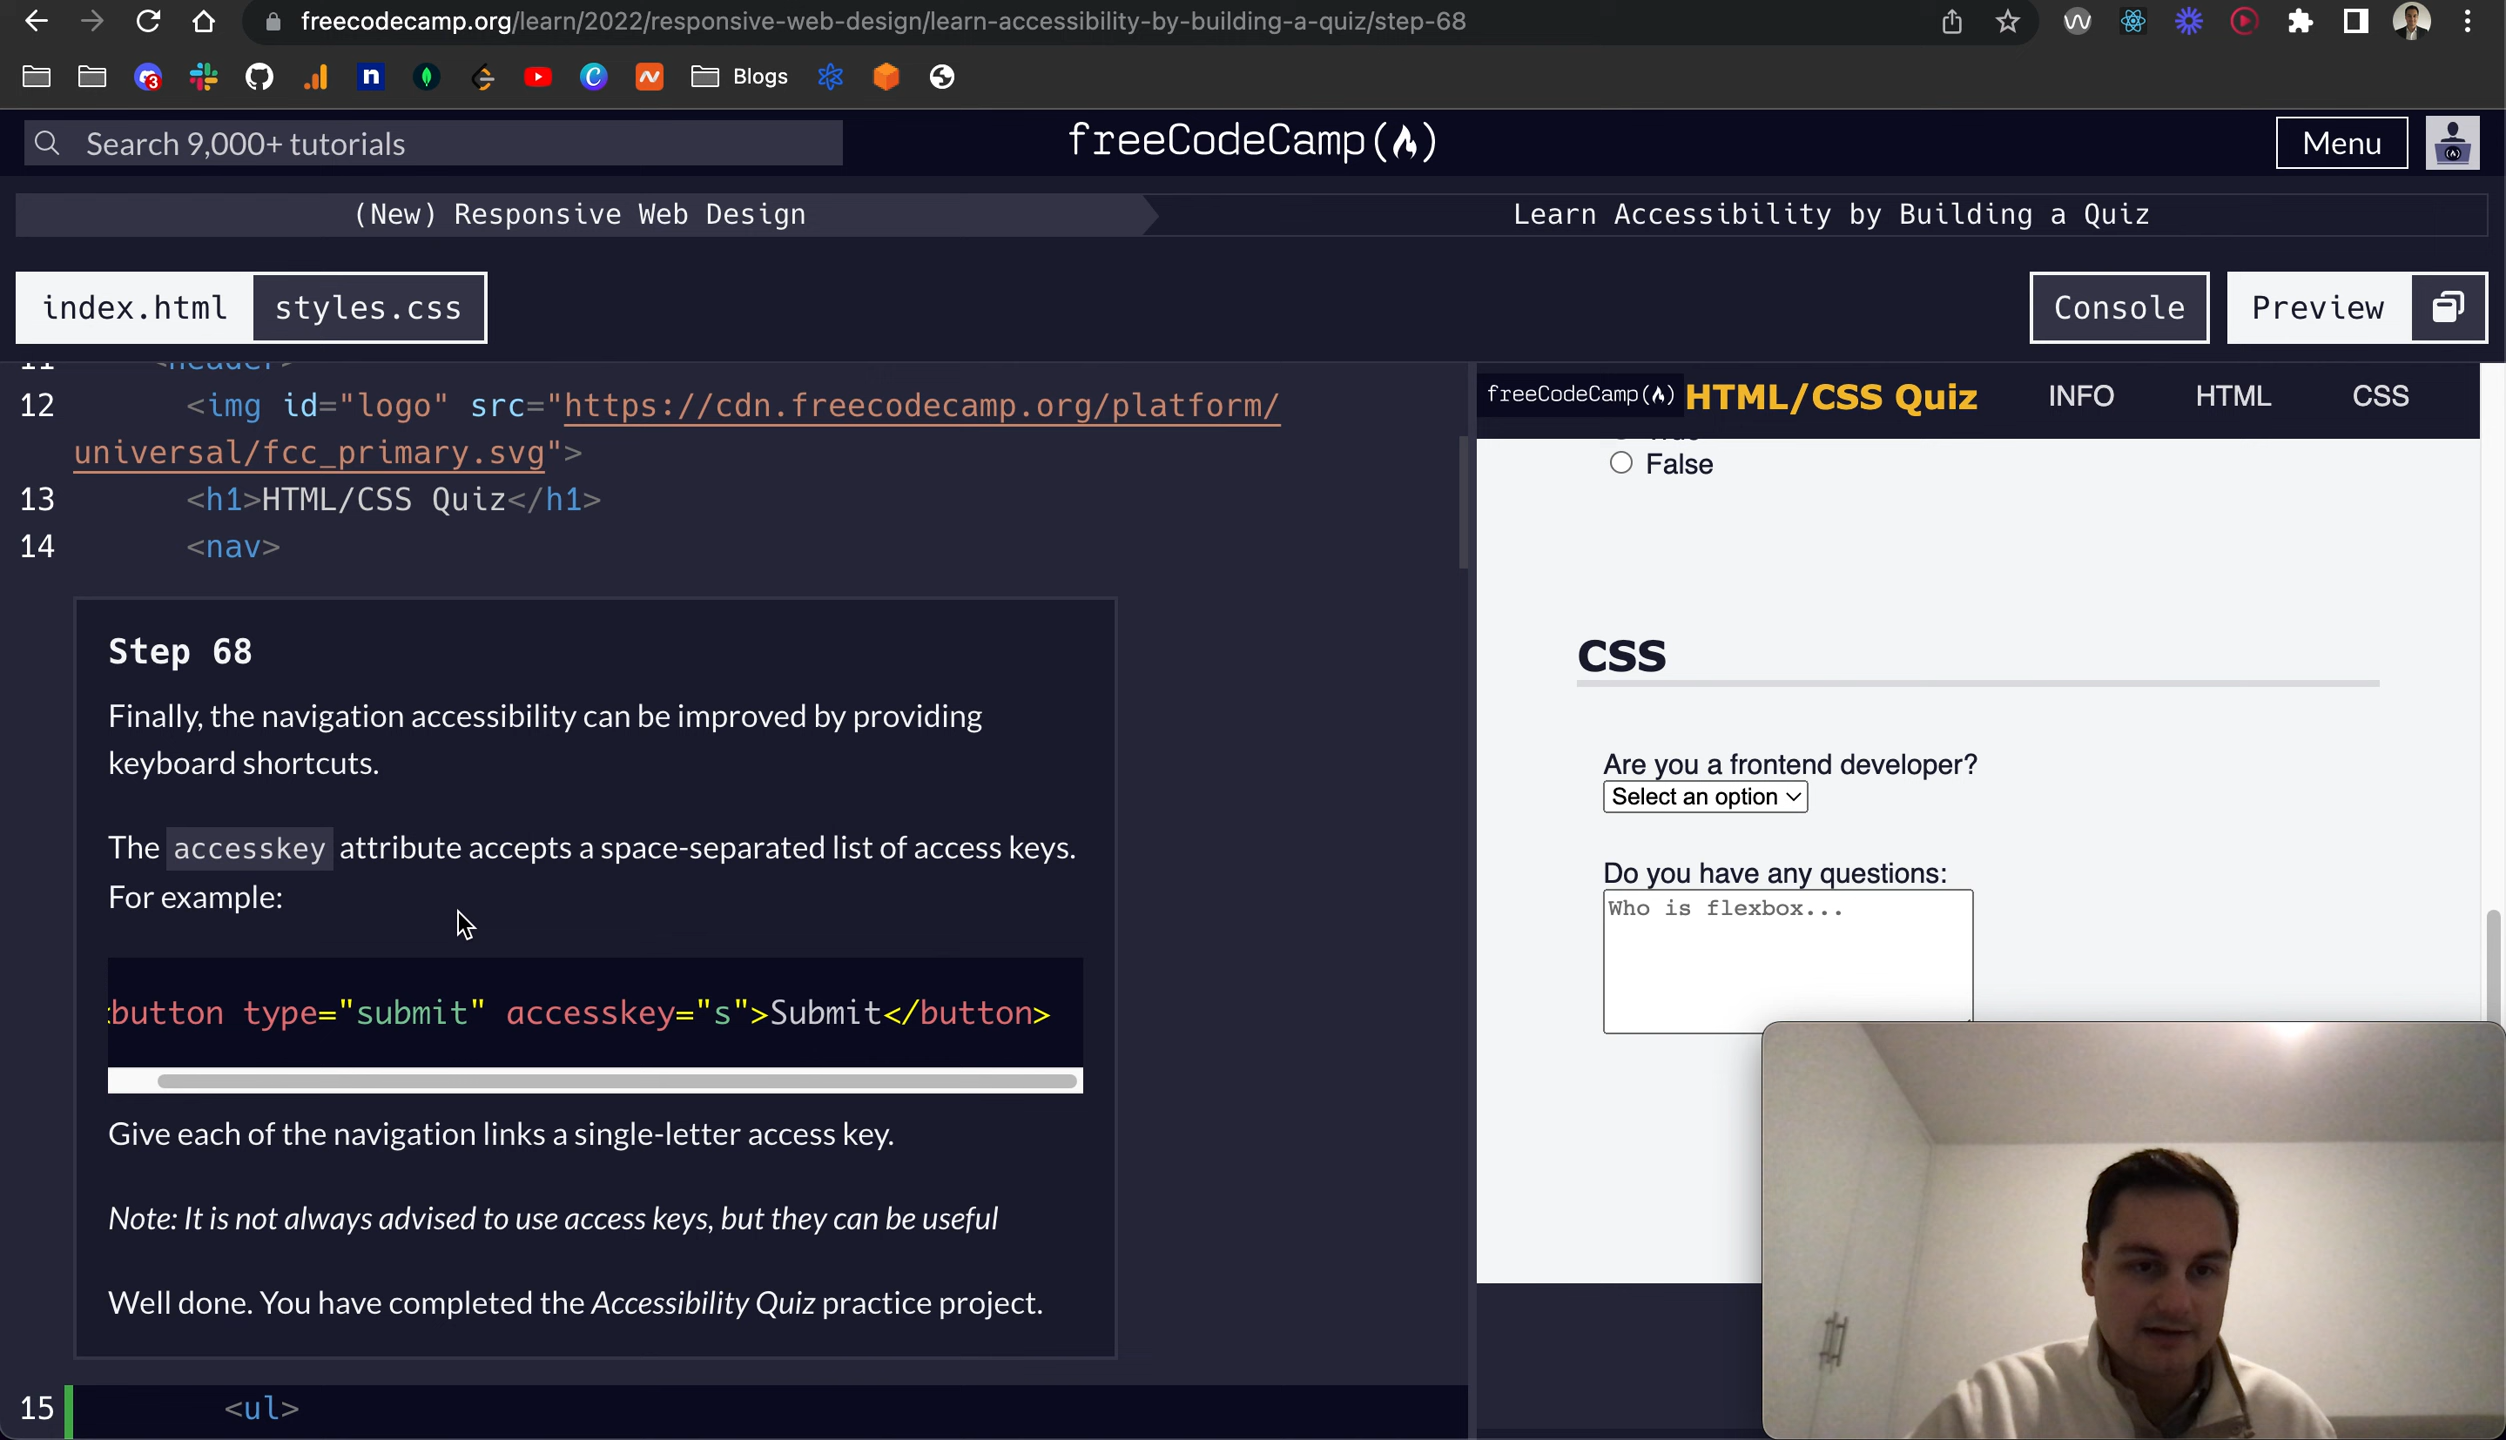 freecodecamp.org/learn/2022/responsive-web-design/learn-accessibility-by-building-a-quiz/step-68
3
n
Blogs
Search 9,000+ tutorials
freeCodeCamp(🔥)
Menu
(New) Responsive Web Design
Learn Accessibility by Building a Quiz
index.html
styles.css
Console
Preview
11 <header>
12 <img id="logo" src="https://cdn.freecodecamp.org/platform/
universal/fcc_primary.svg">
13 <h1>HTML/CSS Quiz</h1>
14 <nav>
Step 68
Finally, the navigation accessibility can be improved by providing
keyboard shortcuts.
The accesskey attribute accepts a space-separated list of access keys.
For example:
<button type="submit" accesskey="s">Submit</button>
Give each of the navigation links a single-letter access key.
Note: It is not always advised to use access keys, but they can be useful
Well done. You have completed the Accessibility Quiz practice project.
15 <ul>
freeCodeCamp(🔥)
HTML/CSS Quiz
INFO
HTML
CSS
False
CSS
Are you a frontend developer?
Select an option
Do you have any questions:
Who is flexbox...